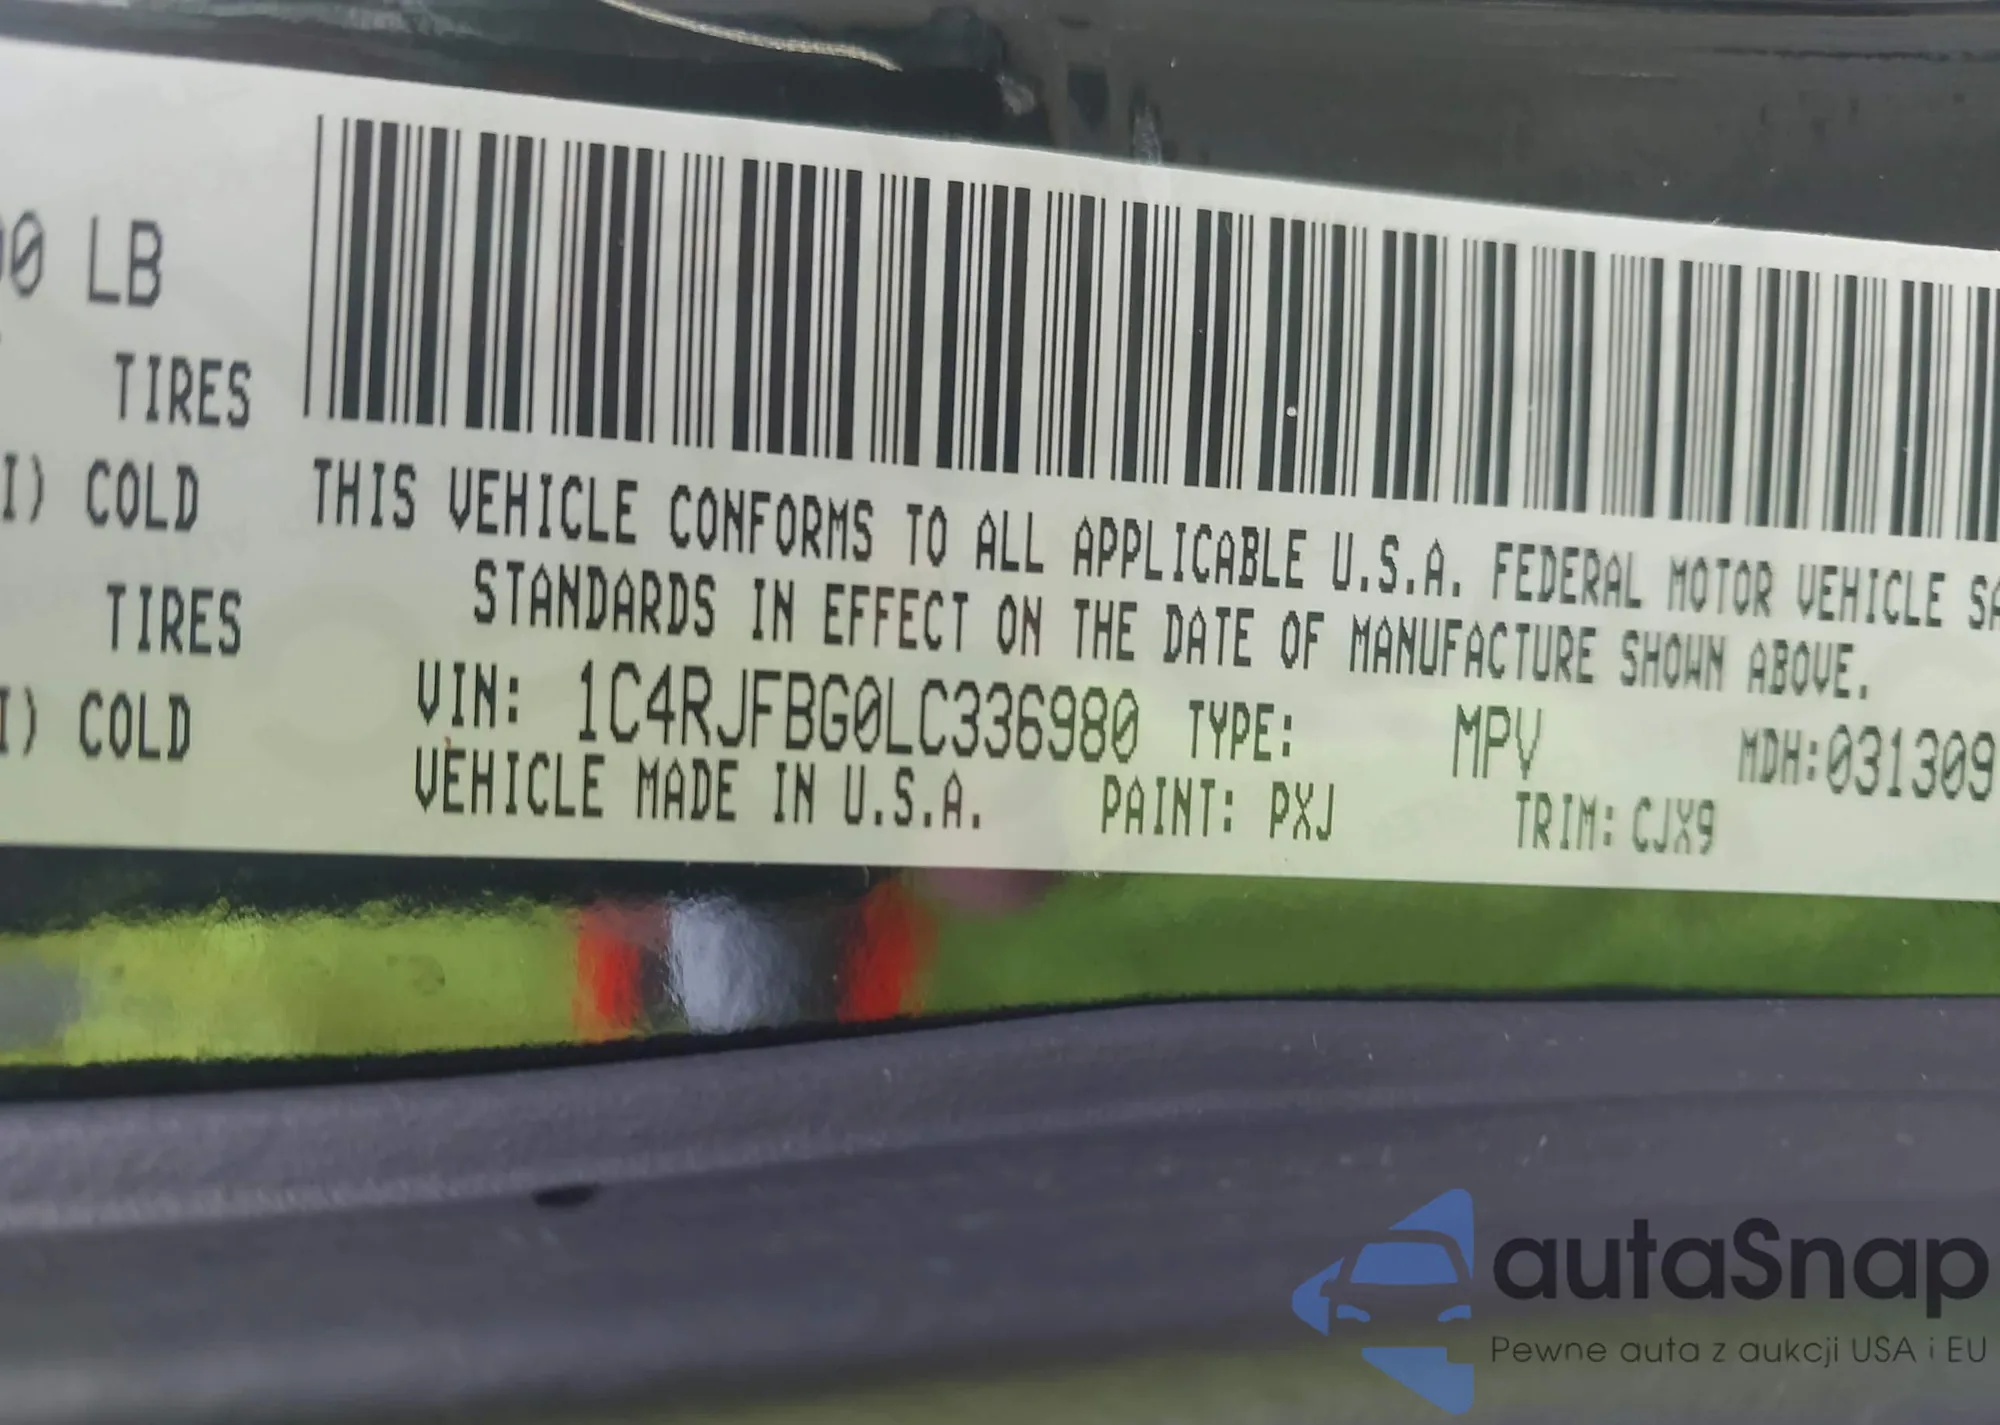 00 LB
TIRES
I) COLD
TIRES
I) COLD
THIS VEHICLE CONFORMS TO ALL APPLICABLE U.S.A. FEDERAL MOTOR VEHICLE SA
STANDARDS IN EFFECT ON THE DATE OF MANUFACTURE SHOWN ABOVE.
VIN: 1C4RJFBG0LC336980 TYPE: MPV MDH:031309
VEHICLE MADE IN U.S.A. PAINT: PXJ TRIM: CJX9
autaSnap
Pewne auta z aukcji USA i EU